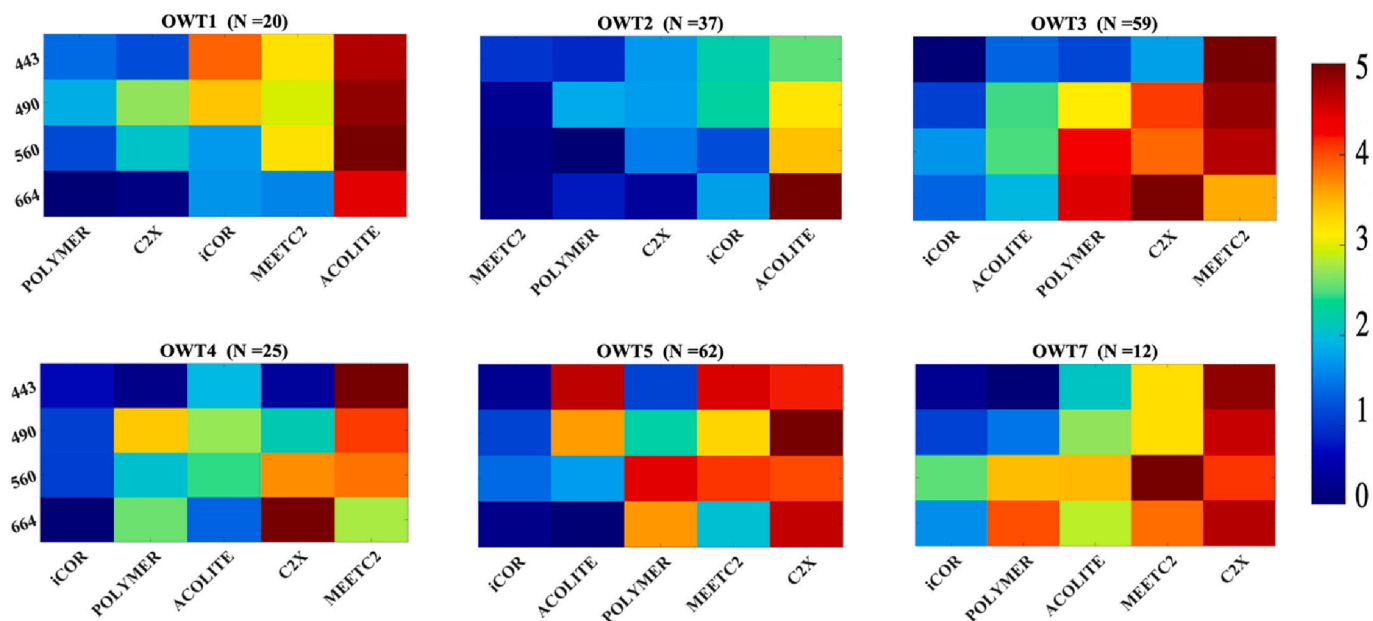 OWT1 (N =20)
OWT2 (N =37)
OWT3 (N =59)
443
490
560
664
POLYMER
C2X
iCOR
MEETC2
ACOLITE
MEETC2
POLYMER
C2X
iCOR
ACOLITE
iCOR
ACOLITE
POLYMER
C2X
MEETC2
5
4
3
2
1
0
OWT4 (N =25)
OWT5 (N =62)
OWT7 (N =12)
443
490
560
664
iCOR
POLYMER
ACOLITE
C2X
MEETC2
iCOR
ACOLITE
POLYMER
MEETC2
C2X
iCOR
POLYMER
ACOLITE
MEETC2
C2X